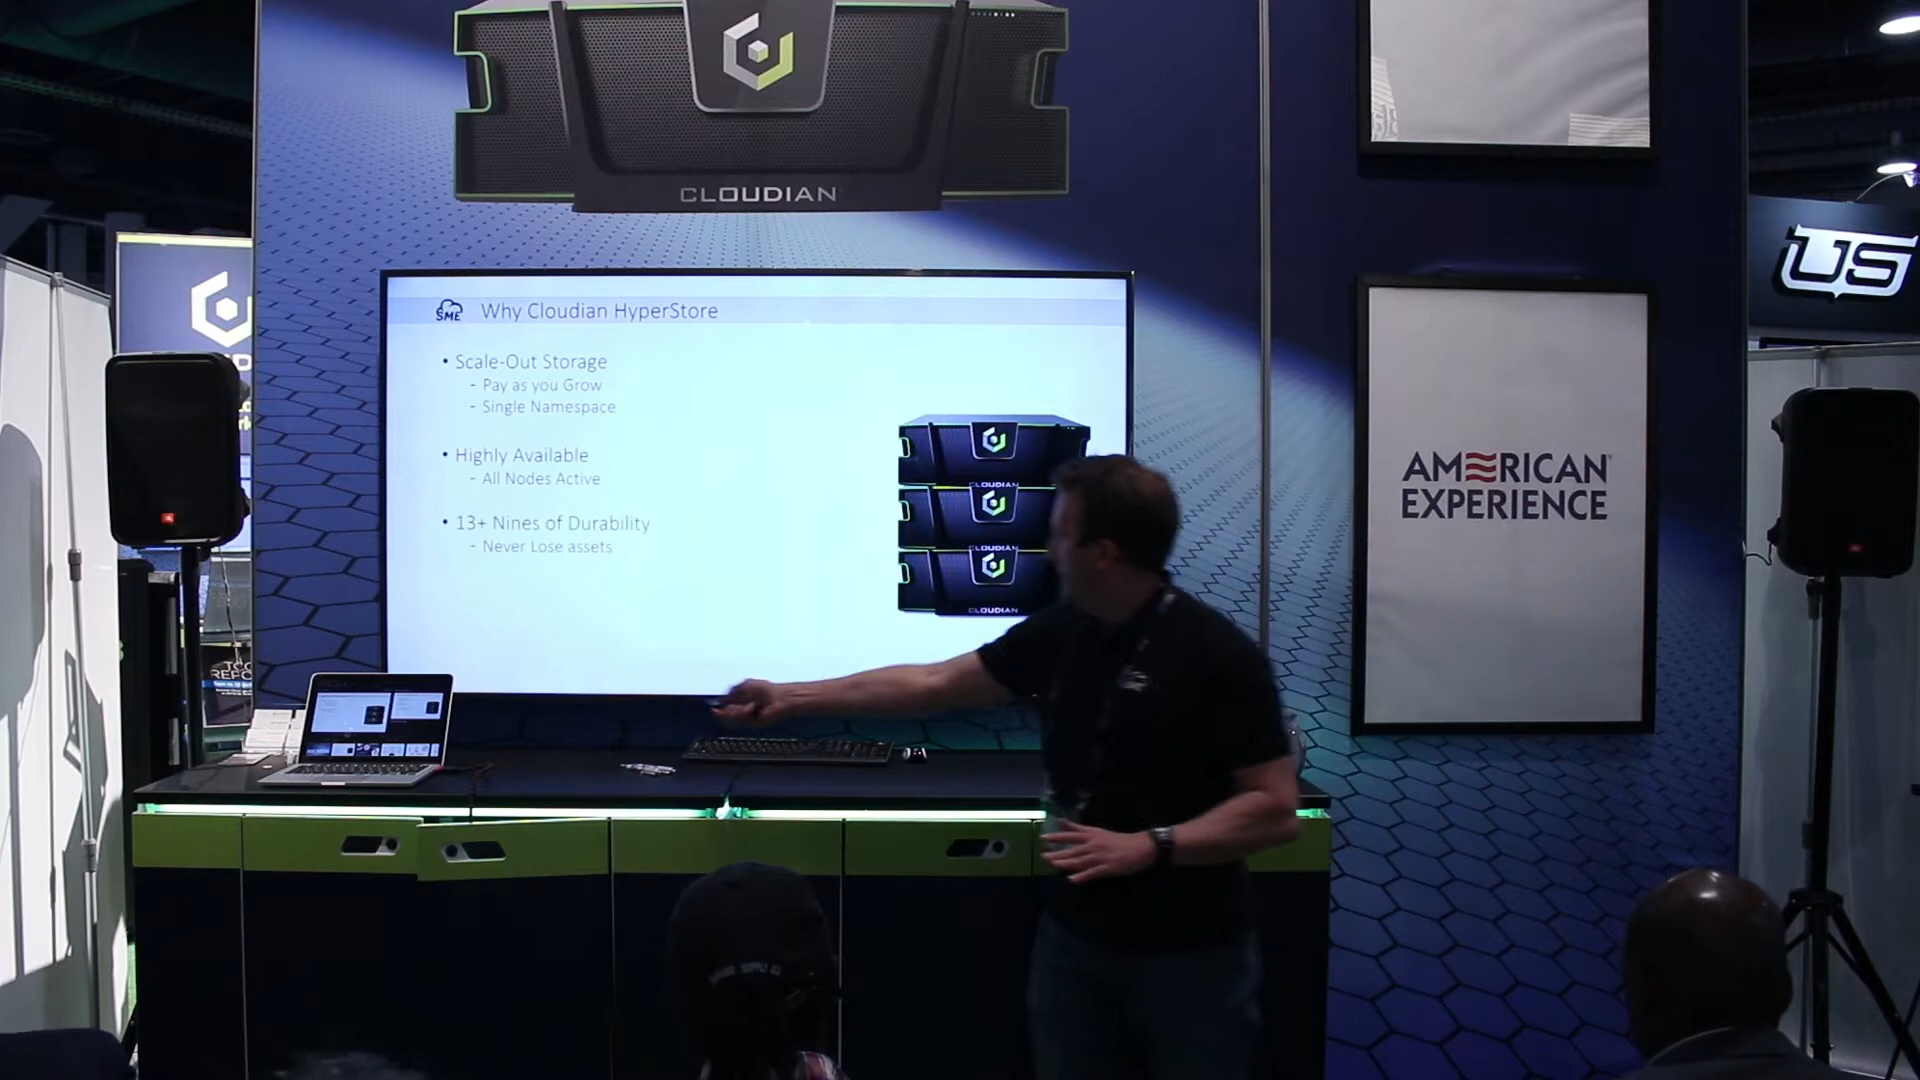 CLOUDIAN
US
SME
Why Cloudian HyperStore
• Scale-Out Storage
- Pay as you Grow
- Single Namespace
• Highly Available
- All Nodes Active
• 13+ Nines of Durability
- Never Lose assets
CLOUDIAN
CLOUDIAN
CLOUDIAN
AMERICAN
EXPERIENCE
JBL